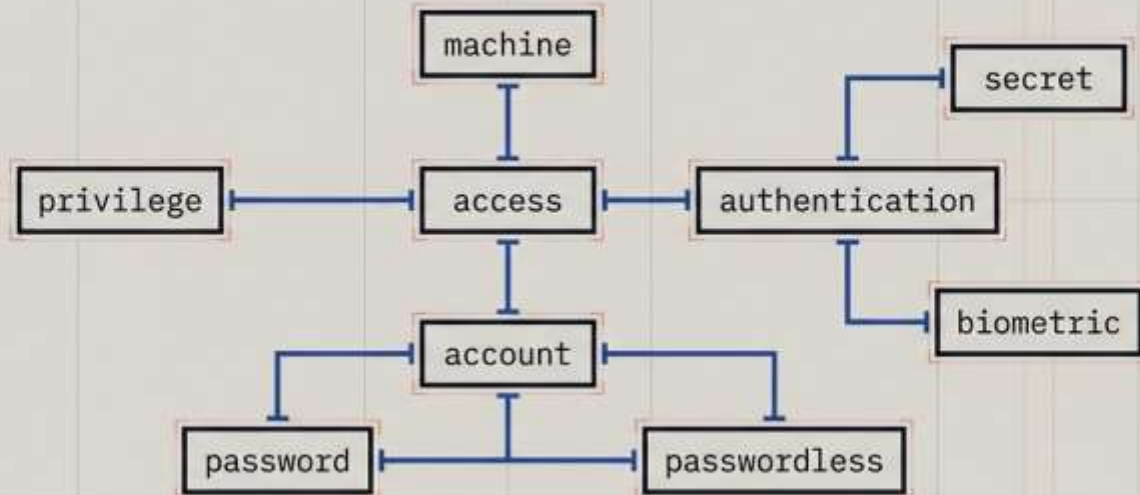 machine
secret
privilege
access
authentication
biometric
account
password
passwordless